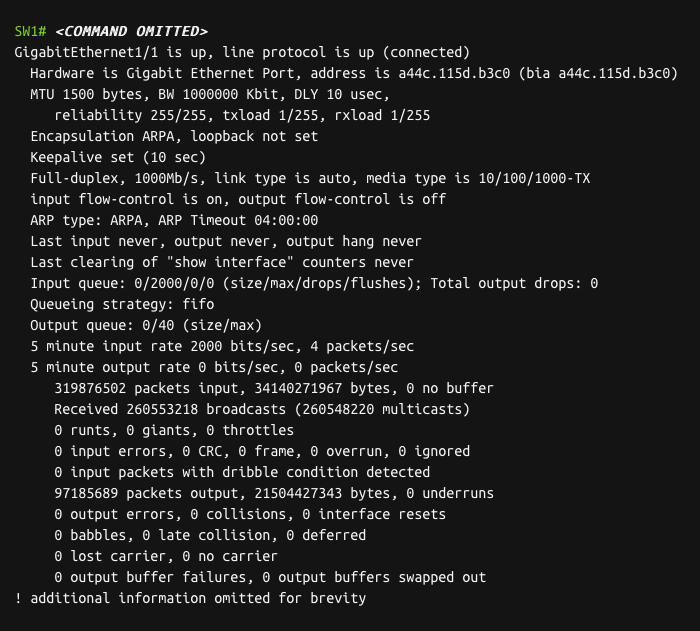 SW1# <COMMAND OMITTED>
GigabitEthernet1/1 is up, line protocol is up (connected)
Hardware is Gigabit Ethernet Port, address is a44c.115d.b3c0 (bia a44c.115d.b3c0)
MTU 1500 bytes, BW 1000000 Kbit, DLY 10 usec,
reliability 255/255, txload 1/255, rxload 1/255
Encapsulation ARPA, loopback not set
Keepalive set (10 sec)
Full-duplex, 1000Mb/s, link type is auto, media type is 10/100/1000-TX
input flow-control is on, output flow-control is off
ARP type: ARPA, ARP Timeout 04:00:00
Last input never, output never, output hang never
Last clearing of "show interface" counters never
Input queue: 0/2000/0/0 (size/max/drops/flushes); Total output drops: 0
Queueing strategy: fifo
Output queue: 0/40 (size/max)
5 minute input rate 2000 bits/sec, 4 packets/sec
5 minute output rate 0 bits/sec, 0 packets/sec
319876502 packets input, 34140271967 bytes, 0 no buffer
Received 260553218 broadcasts (260548220 multicasts)
0 runts, 0 giants, 0 throttles
0 input errors, 0 CRC, 0 frame, 0 overrun, 0 ignored
0 input packets with dribble condition detected
97185689 packets output, 21504427343 bytes, 0 underruns
0 output errors, 0 collisions, 0 interface resets
0 babbles, 0 late collision, 0 deferred
0 lost carrier, 0 no carrier
0 output buffer failures, 0 output buffers swapped out
! additional information omitted for brevity